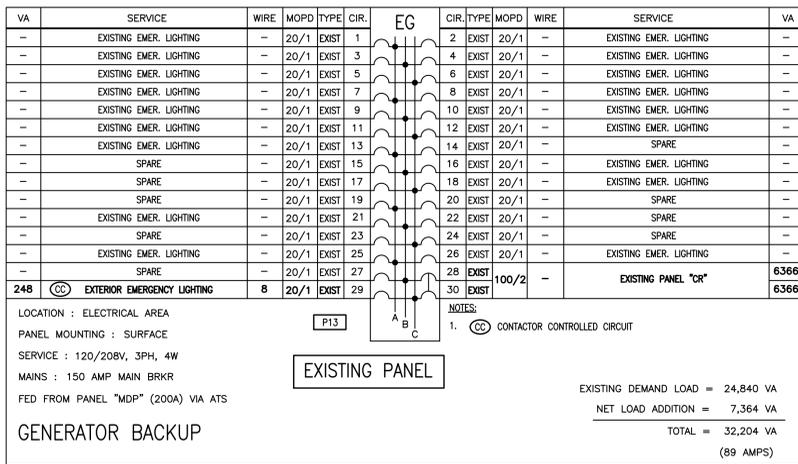 VA SERVICE WIRE MOPD TYPE CIR. EG CIR. TYPE MOPD WIRE SERVICE VA
– EXISTING EMER. LIGHTING – 20/1 EXIST 1 2 EXIST 20/1 – EXISTING EMER. LIGHTING –
– EXISTING EMER. LIGHTING – 20/1 EXIST 3 4 EXIST 20/1 – EXISTING EMER. LIGHTING –
– EXISTING EMER. LIGHTING – 20/1 EXIST 5 6 EXIST 20/1 – EXISTING EMER. LIGHTING –
– EXISTING EMER. LIGHTING – 20/1 EXIST 7 8 EXIST 20/1 – EXISTING EMER. LIGHTING –
– EXISTING EMER. LIGHTING – 20/1 EXIST 9 10 EXIST 20/1 – EXISTING EMER. LIGHTING –
– EXISTING EMER. LIGHTING – 20/1 EXIST 11 12 EXIST 20/1 – EXISTING EMER. LIGHTING –
– EXISTING EMER. LIGHTING – 20/1 EXIST 13 14 EXIST 20/1 – SPARE –
– SPARE – 20/1 EXIST 15 16 EXIST 20/1 – EXISTING EMER. LIGHTING –
– SPARE – 20/1 EXIST 17 18 EXIST 20/1 – EXISTING EMER. LIGHTING –
– SPARE – 20/1 EXIST 19 20 EXIST 20/1 – SPARE –
– EXISTING EMER. LIGHTING – 20/1 EXIST 21 22 EXIST 20/1 – SPARE –
– SPARE – 20/1 EXIST 23 24 EXIST 20/1 – SPARE –
– EXISTING EMER. LIGHTING – 20/1 EXIST 25 26 EXIST 20/1 – EXISTING EMER. LIGHTING –
– SPARE – 20/1 EXIST 27 28 EXIST 100/2 – EXISTING PANEL "CR" 6366
248 CC EXTERIOR EMERGENCY LIGHTING 8 20/1 EXIST 29 30 EXIST 6366
A B C
P13
LOCATION : ELECTRICAL AREA
PANEL MOUNTING : SURFACE
SERVICE : 120/208V, 3PH, 4W
MAINS : 150 AMP MAIN BRKR
FED FROM PANEL "MDP" (200A) VIA ATS
GENERATOR BACKUP
EXISTING PANEL
NOTES:
1. CC CONTACTOR CONTROLLED CIRCUIT
EXISTING DEMAND LOAD = 24,840 VA
NET LOAD ADDITION = 7,364 VA
TOTAL = 32,204 VA
(89 AMPS)